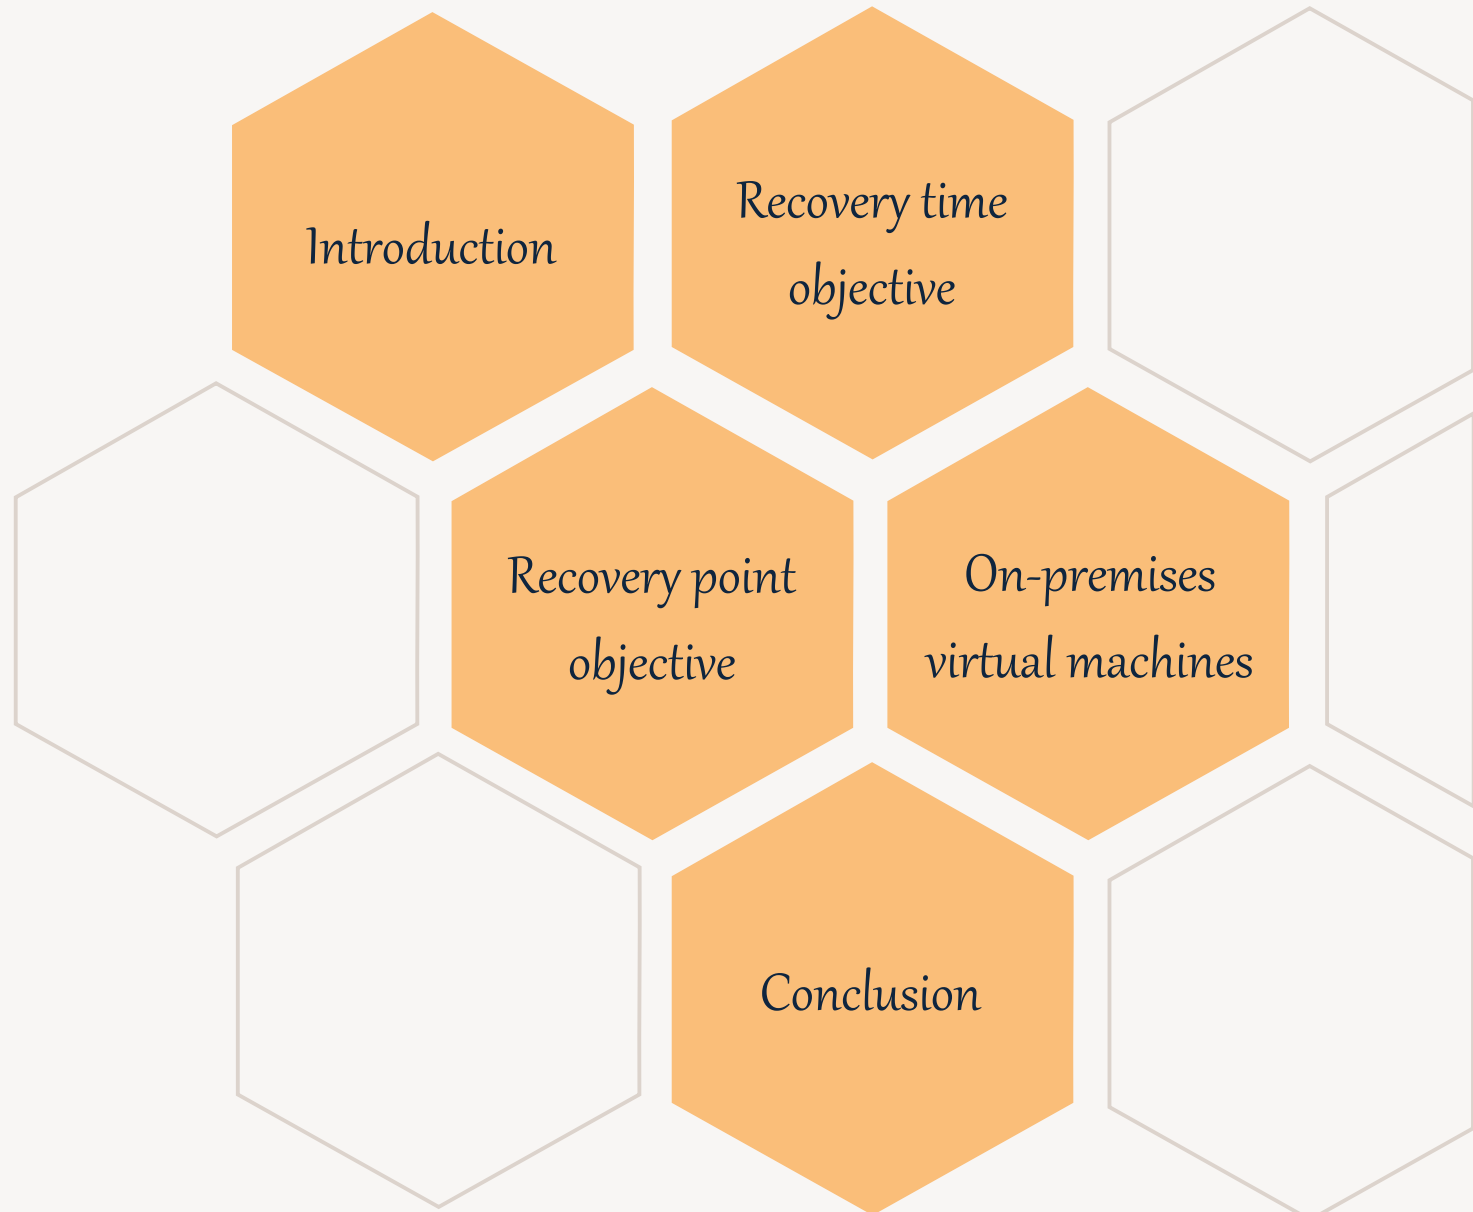 Introduction
Recovery time
objective
Recovery point
objective
On-premises
virtual machines
Conclusion